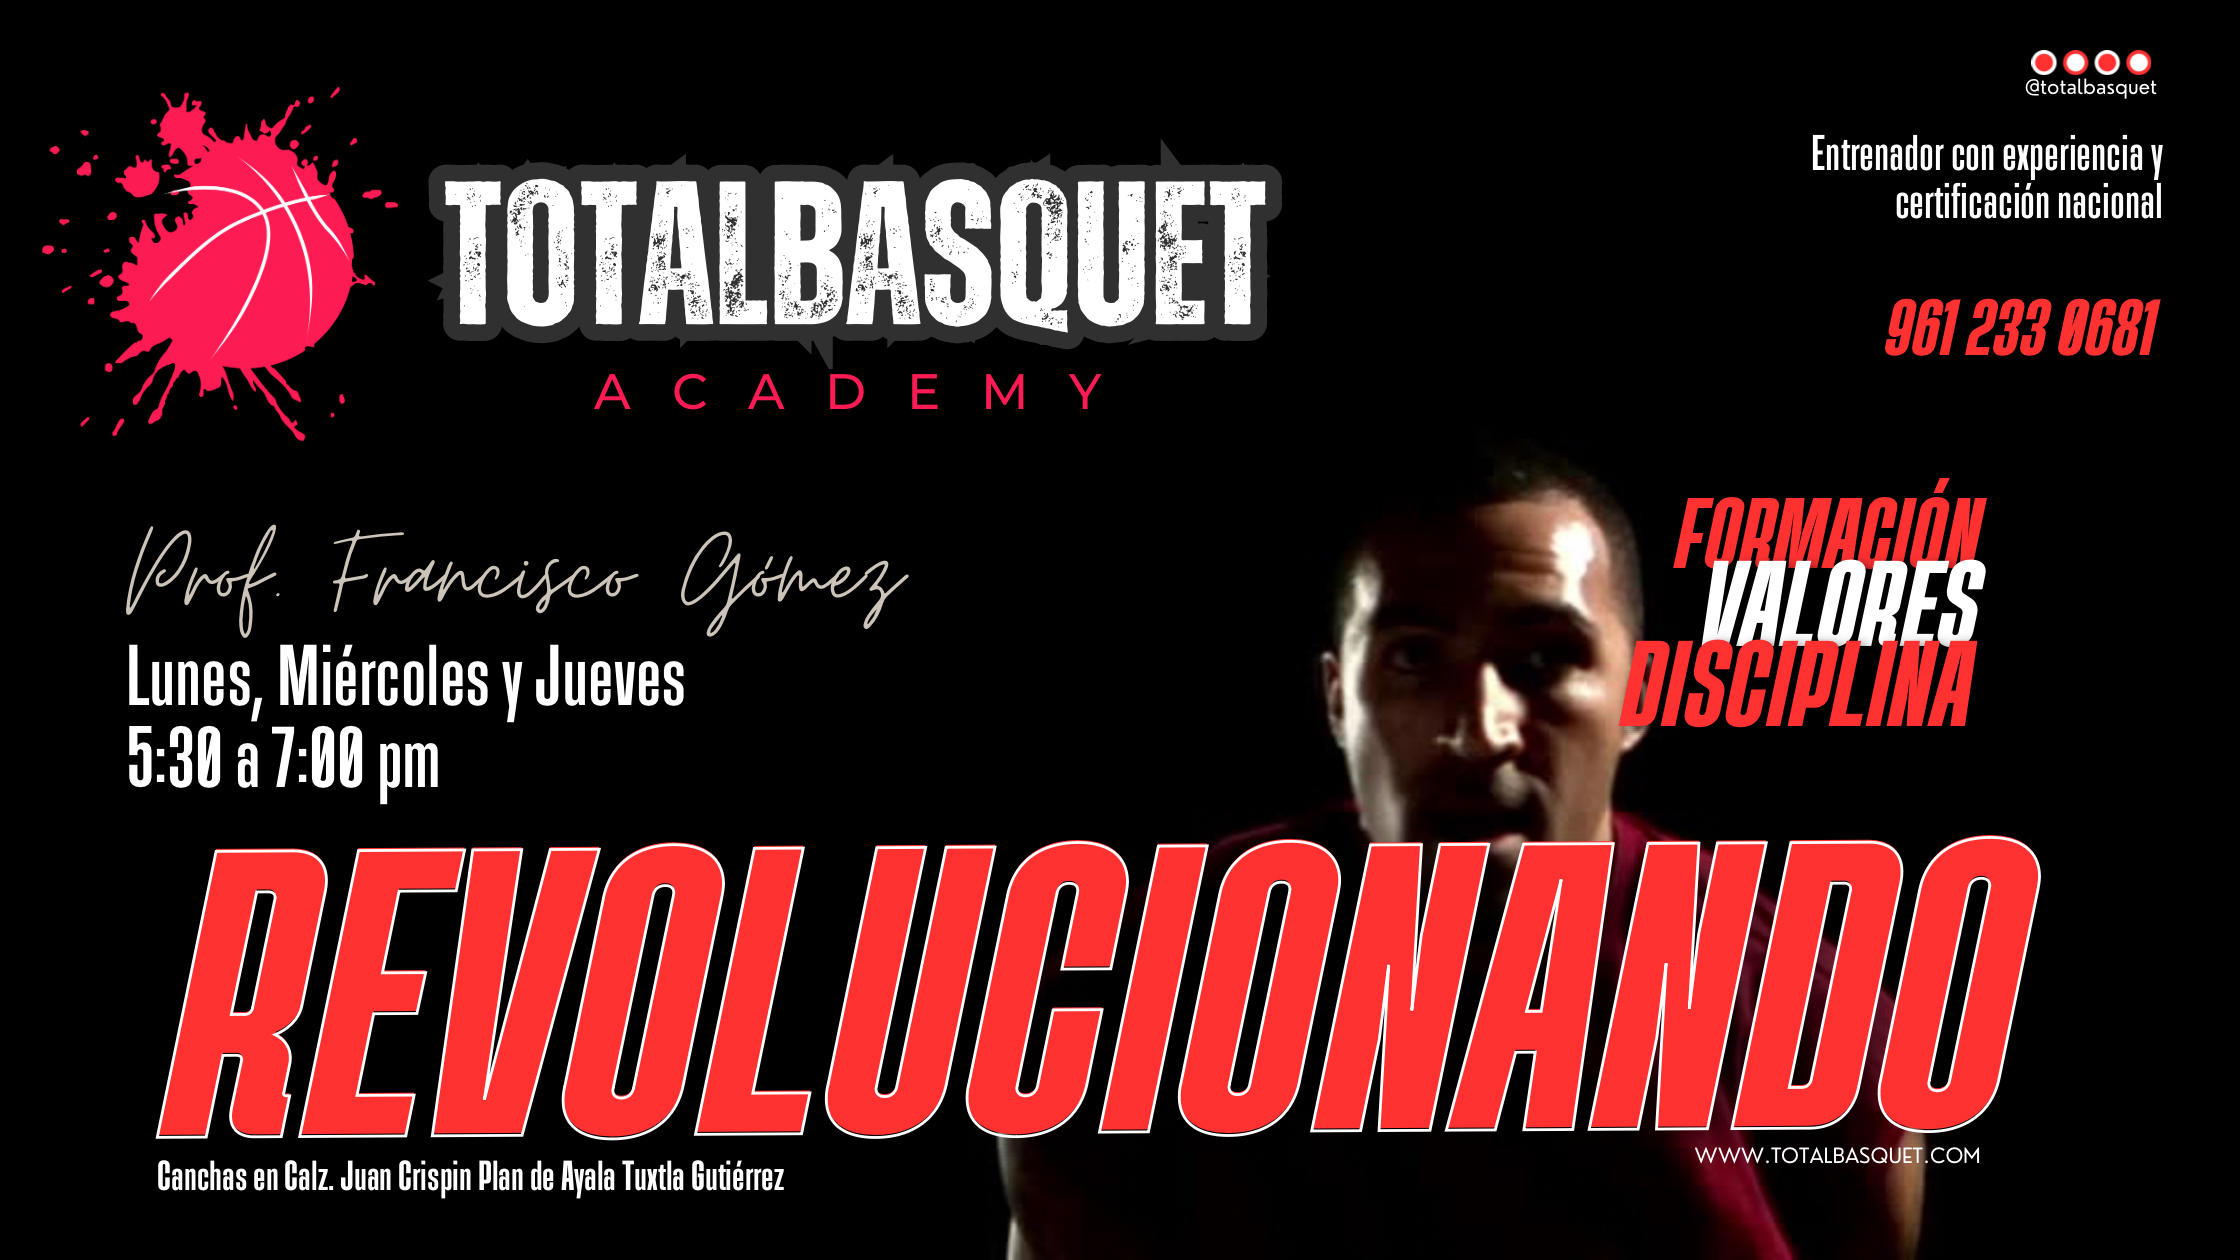 @totalbasquet
Entrenador con experiencia y
certificación nacional
961 233 0681
TOTALBASQUET
ACADEMY
FORMACIÓN
VALORES
DISCIPLINA
Prof. Francisco Gómez
Lunes, Miércoles y Jueves
5:30 a 7:00 pm
REVOLUCIONANDO
WWW.TOTALBASQUET.COM
Canchas en Calz. Juan Crispin Plan de Ayala Tuxtla Gutiérrez